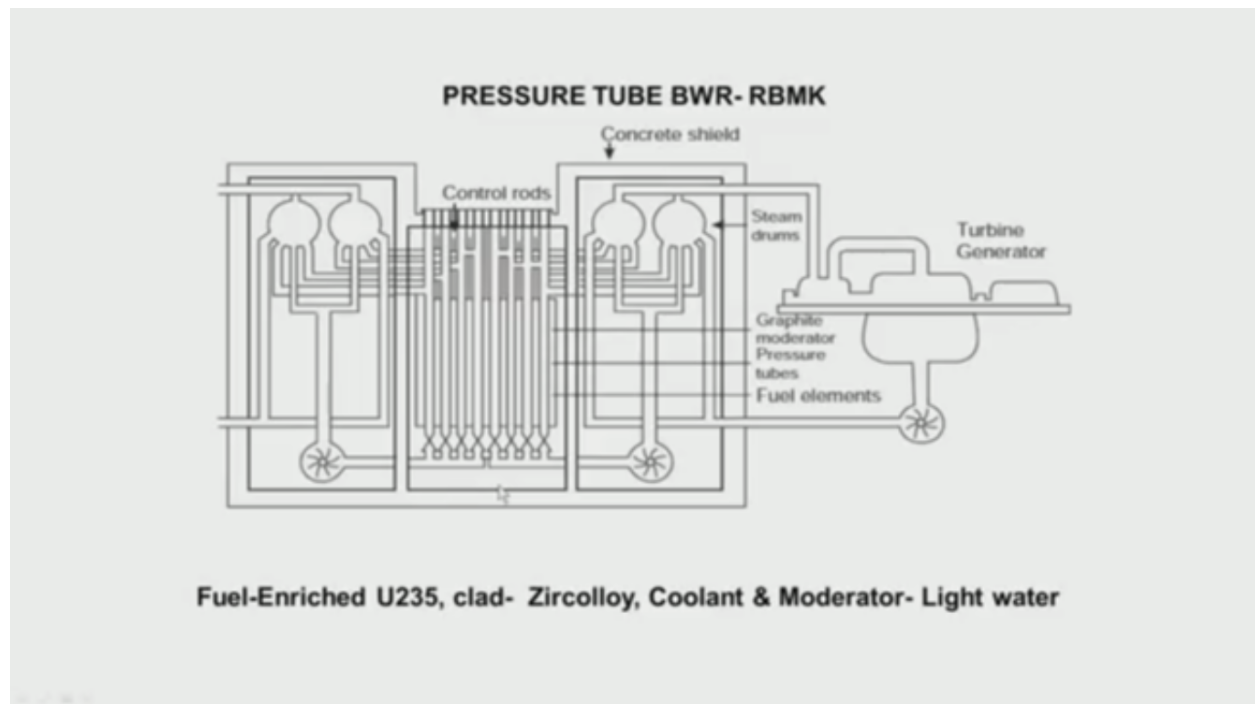 PRESSURE TUBE BWR- RBMK
Concrete shield
Control rods
Steam
drums
Turbine
Generator
Graphite
moderator
Pressure
tubes
Fuel elements
Fuel-Enriched U235, clad- Zircolloy, Coolant & Moderator- Light water